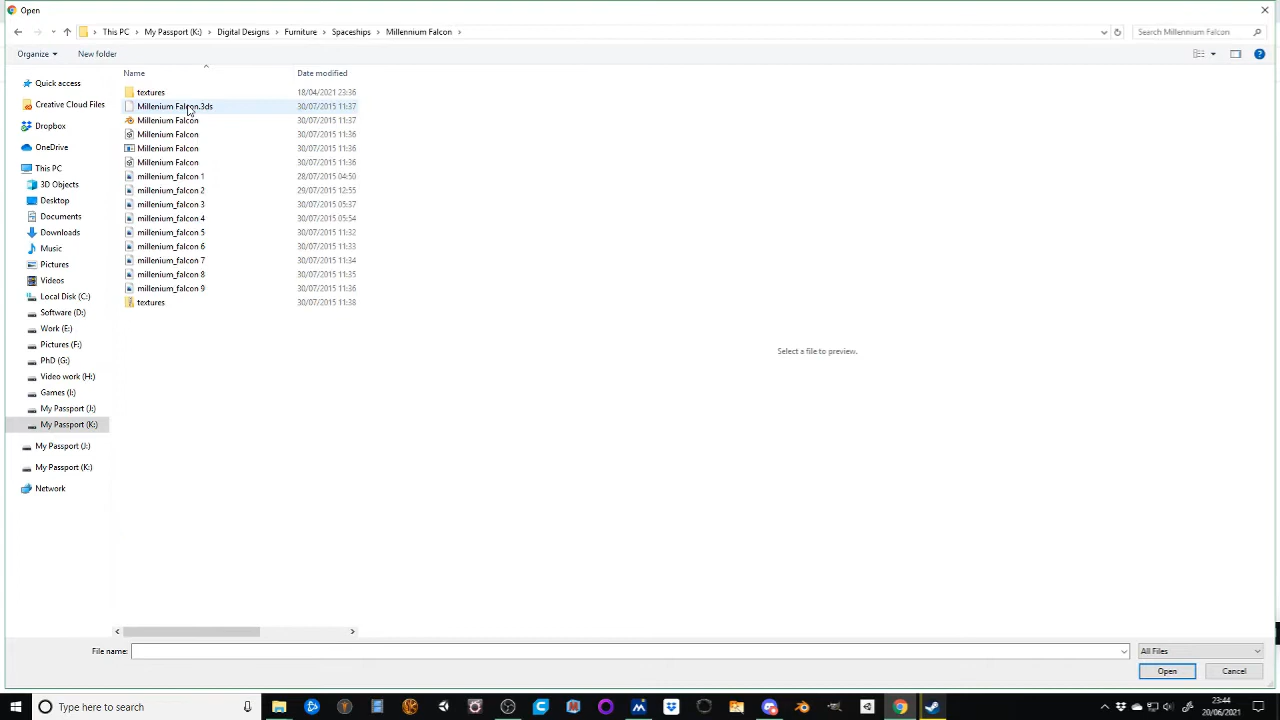 Open
This PC > My Passport (K:) > Digital Designs > Furniture > Spaceships > Millennium Falcon >
Search Millennium Falcon
Organize
New folder
Name
Date modified
Quick access
Creative Cloud Files
Dropbox
OneDrive
This PC
3D Objects
Desktop
Documents
Downloads
Music
Pictures
Videos
Local Disk (C:)
Software (D:)
Work (E:)
Pictures (F:)
PhD (G:)
Video work (H:)
Games (I:)
My Passport (J:)
My Passport (K:)
My Passport (J:)
My Passport (K:)
Network
textures 18/04/2021 23:36
Millenium Falcon.3ds 30/07/2015 11:37
Millenium Falcon 30/07/2015 11:37
Millenium Falcon 30/07/2015 11:36
Millenium Falcon 30/07/2015 11:36
Millenium Falcon 30/07/2015 11:36
millenium_falcon 1 28/07/2015 04:50
millenium_falcon 2 29/07/2015 12:55
millenium_falcon 3 30/07/2015 05:37
millenium_falcon 4 30/07/2015 05:54
millenium_falcon 5 30/07/2015 11:32
millenium_falcon 6 30/07/2015 11:33
millenium_falcon 7 30/07/2015 11:34
millenium_falcon 8 30/07/2015 11:35
millenium_falcon 9 30/07/2015 11:36
textures 30/07/2015 11:38
Select a file to preview.
File name:
All Files
Open
Cancel
Type here to search
23:44
20/06/2021